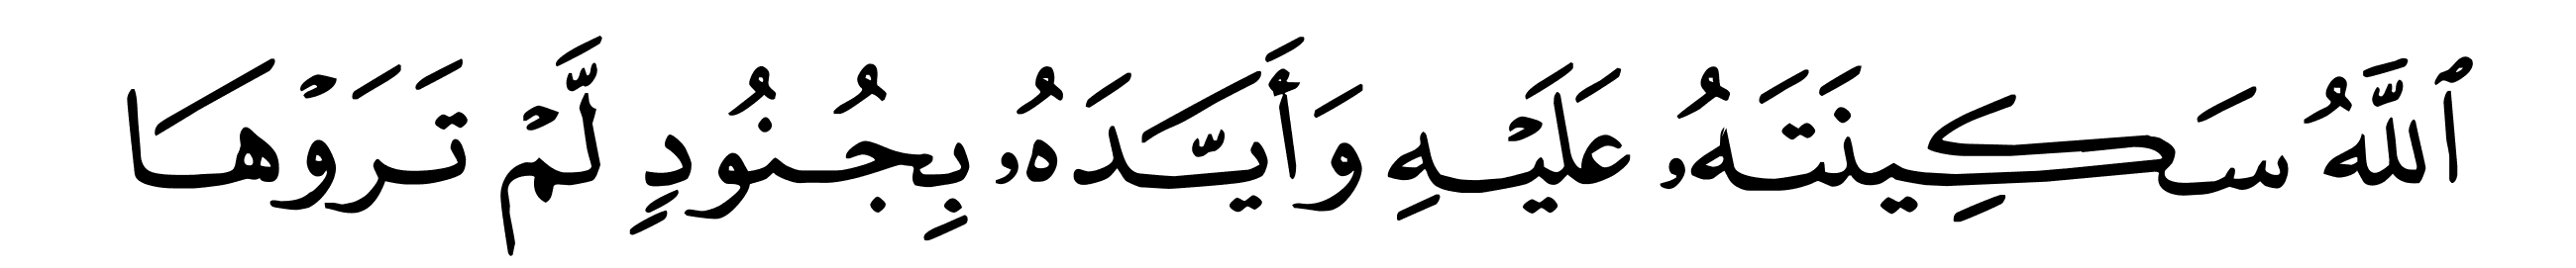 ٱللَّهُ سَكِينَتَهُۥ عَلَيْهِ وَأَيَّدَهُۥ بِجُنُودٍ لَّمْ تَرَوْهَا